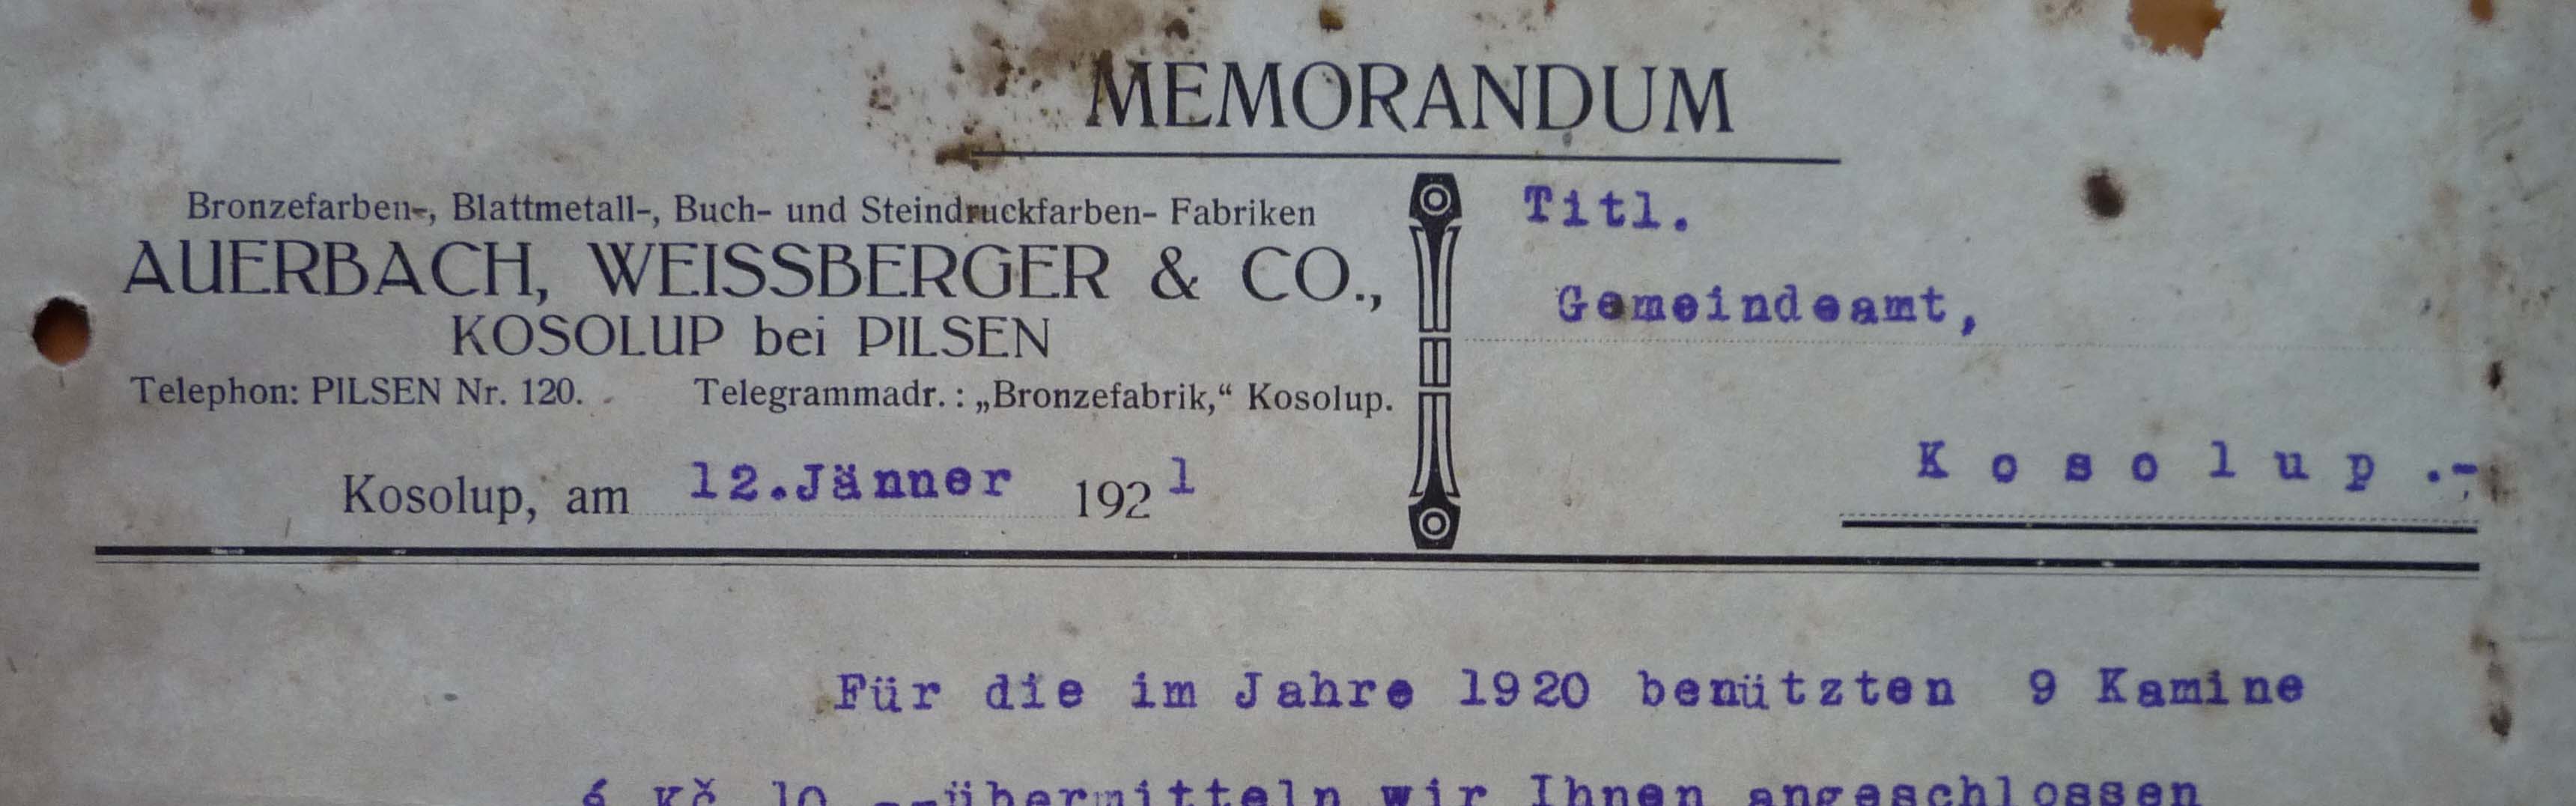 MEMORANDUM
Bronzefarben-, Blattmetall-, Buch- und Steindruckfarben- Fabriken
AUERBACH, WEISSBERGER & CO.,
KOSOLUP bei PILSEN
Telephon: PILSEN Nr. 120. Telegrammadr. : „Bronzefabrik,“ Kosolup.
Kosolup, am 12.Jänner 1921
Titl.
Gemeindeamt,
K o s o l u p .-
Für die im Jahre 1920 benützten 9 Kamine
á Kč 10.--übermitteln wir Ihnen angeschlossen